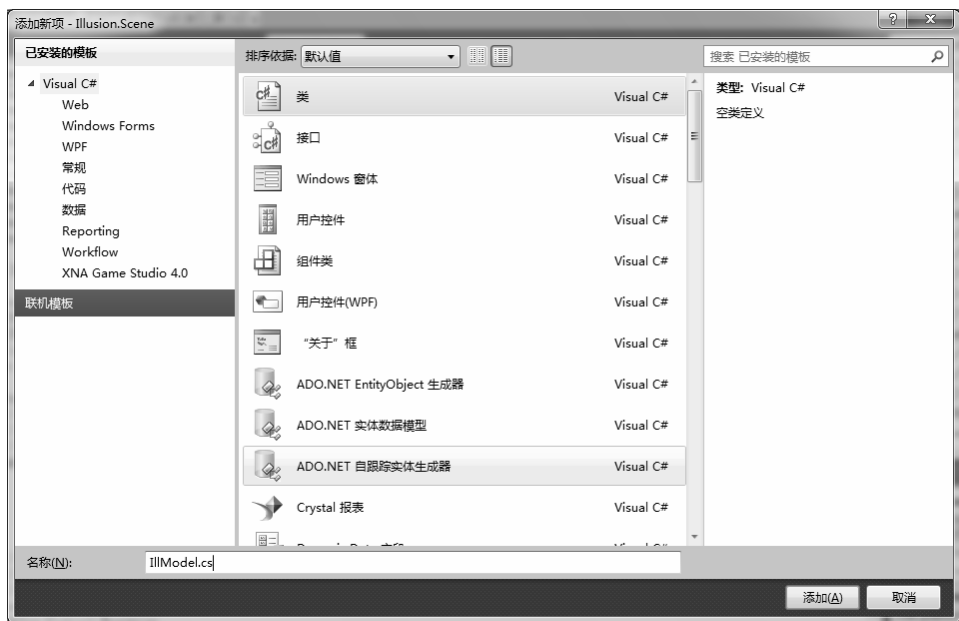 添加新项 - Illusion.Scene
已安装的模板
排序依据: 默认值
搜索 已安装的模板
Visual C#
Web
Windows Forms
WPF
常规
代码
数据
Reporting
Workflow
XNA Game Studio 4.0
联机模板
类 Visual C#
接口 Visual C#
Windows 窗体 Visual C#
用户控件 Visual C#
组件类 Visual C#
用户控件(WPF) Visual C#
“关于”框 Visual C#
ADO.NET EntityObject 生成器 Visual C#
ADO.NET 实体数据模型 Visual C#
ADO.NET 自跟踪实体生成器 Visual C#
Crystal 报表 Visual C#
类型: Visual C#
空类定义
名称(N): IllModel.cs
添加(A) 取消